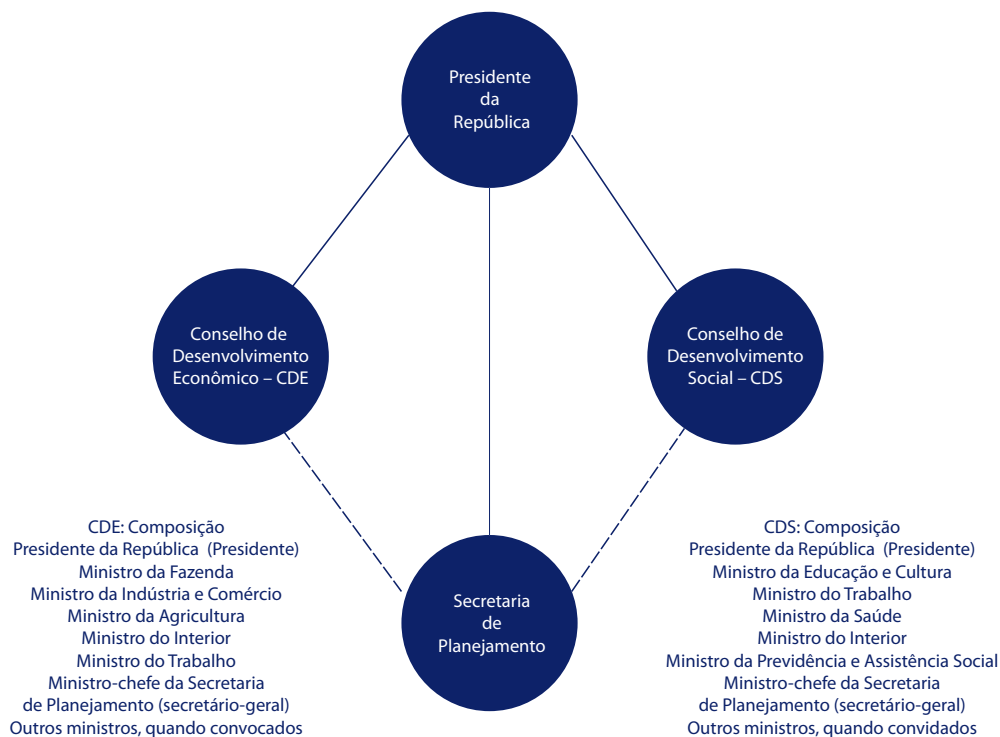 Presidente
da
República
Conselho de
Desenvolvimento
Econômico – CDE
Conselho de
Desenvolvimento
Social – CDS
CDE: Composição
Presidente da República (Presidente)
Ministro da Fazenda
Ministro da Indústria e Comércio
Ministro da Agricultura
Ministro do Interior
Ministro do Trabalho
Ministro-chefe da Secretaria
de Planejamento (secretário-geral)
Outros ministros, quando convocados
Secretaria
de
Planejamento
CDS: Composição
Presidente da República (Presidente)
Ministro da Educação e Cultura
Ministro do Trabalho
Ministro da Saúde
Ministro do Interior
Ministro da Previdência e Assistência Social
Ministro-chefe da Secretaria
de Planejamento (secretário-geral)
Outros ministros, quando convidados